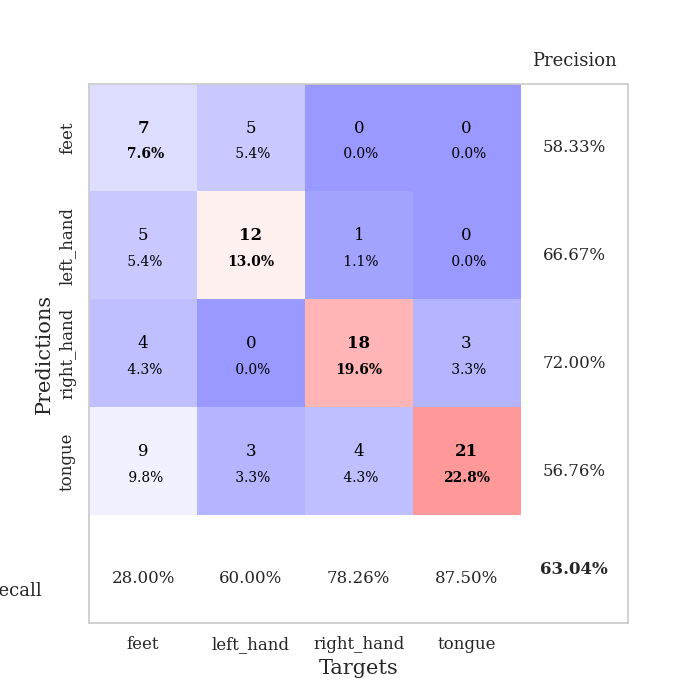 Precision
feet
7 5 0 0
7.6% 5.4% 0.0% 0.0%
58.33%
left_hand
5 12 1 0
5.4% 13.0% 1.1% 0.0%
66.67%
Predictions
right_hand
4 0 18 3
4.3% 0.0% 19.6% 3.3%
72.00%
tongue
9 3 4 21
9.8% 3.3% 4.3% 22.8%
56.76%
ecall
28.00% 60.00% 78.26% 87.50%
63.04%
feet left_hand right_hand tongue
Targets